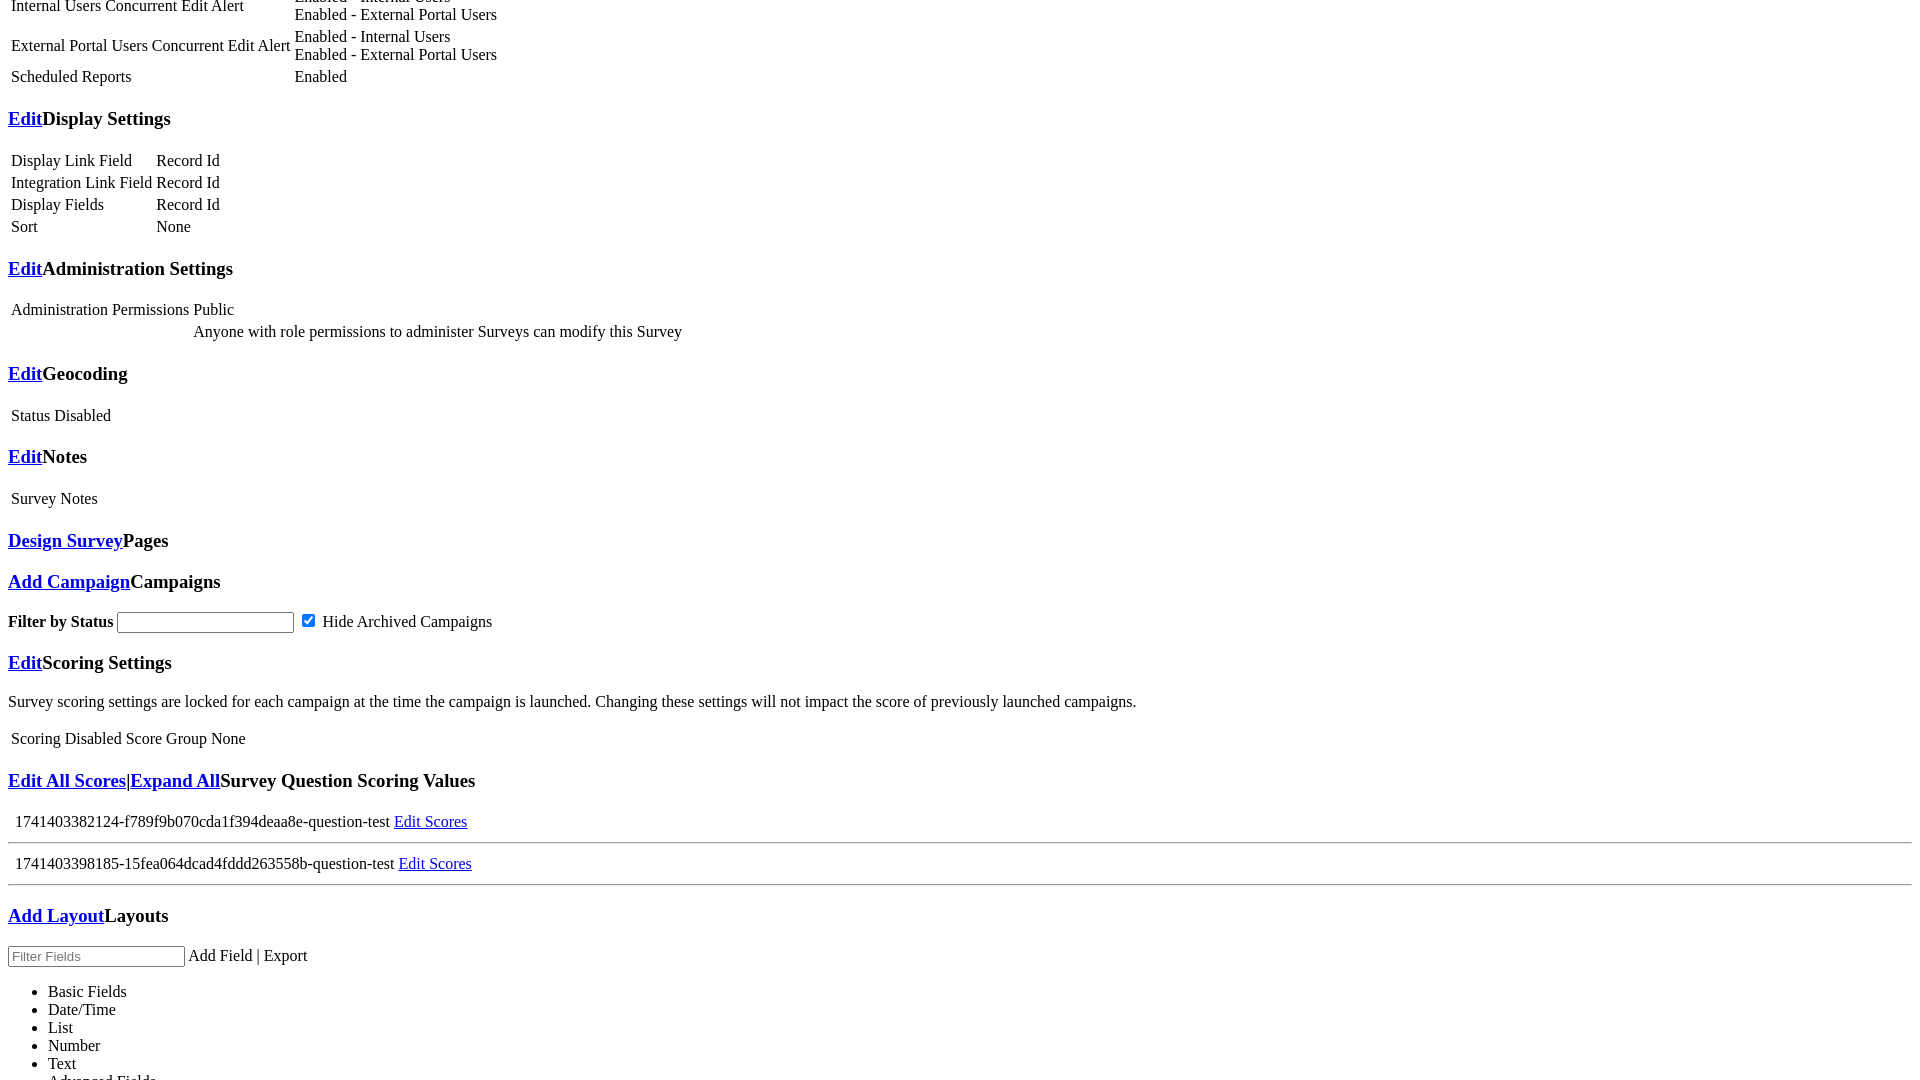 Internal Users Concurrent Edit Alert
Enabled - External Portal Users
External Portal Users Concurrent Edit Alert
Enabled - Internal Users
Enabled - External Portal Users
Scheduled Reports Enabled
EditDisplay Settings
Display Link Field Record Id
Integration Link Field Record Id
Display Fields Record Id
Sort None
EditAdministration Settings
Administration Permissions Public
Anyone with role permissions to administer Surveys can modify this Survey
EditGeocoding
Status Disabled
EditNotes
Survey Notes
Design SurveyPages
Add CampaignCampaigns
Filter by Status Hide Archived Campaigns
EditScoring Settings
Survey scoring settings are locked for each campaign at the time the campaign is launched. Changing these settings will not impact the score of previously launched campaigns.
Scoring Disabled Score Group None
Edit All Scores|Expand AllSurvey Question Scoring Values
1741403382124-f789f9b070cda1f394deaa8e-question-test Edit Scores
1741403398185-15fea064dcad4fddd263558b-question-test Edit Scores
Add LayoutLayouts
Filter Fields Add Field | Export
Basic Fields
Date/Time
List
Number
Text